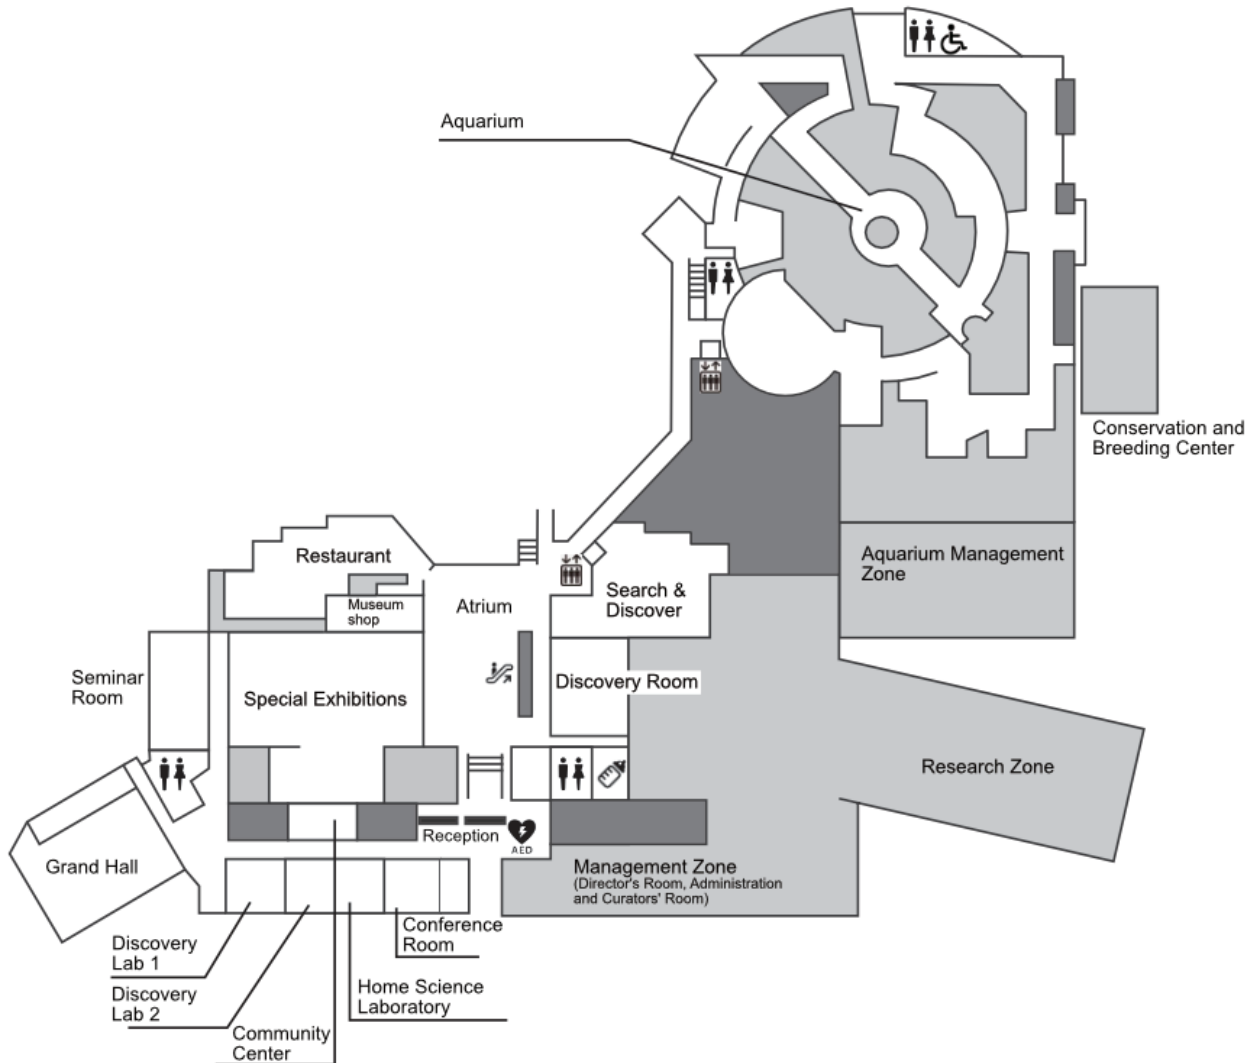 Aquarium
Conservation and
Breeding Center
Aquarium Management
Zone
Restaurant
Museum
shop
Atrium
Search &
Discover
Seminar
Room
Special Exhibitions
Discovery Room
Research Zone
Reception
AED
Grand Hall
Management Zone
(Director's Room, Administration
and Curators' Room)
Conference
Room
Discovery
Lab 1
Home Science
Laboratory
Discovery
Lab 2
Community
Center